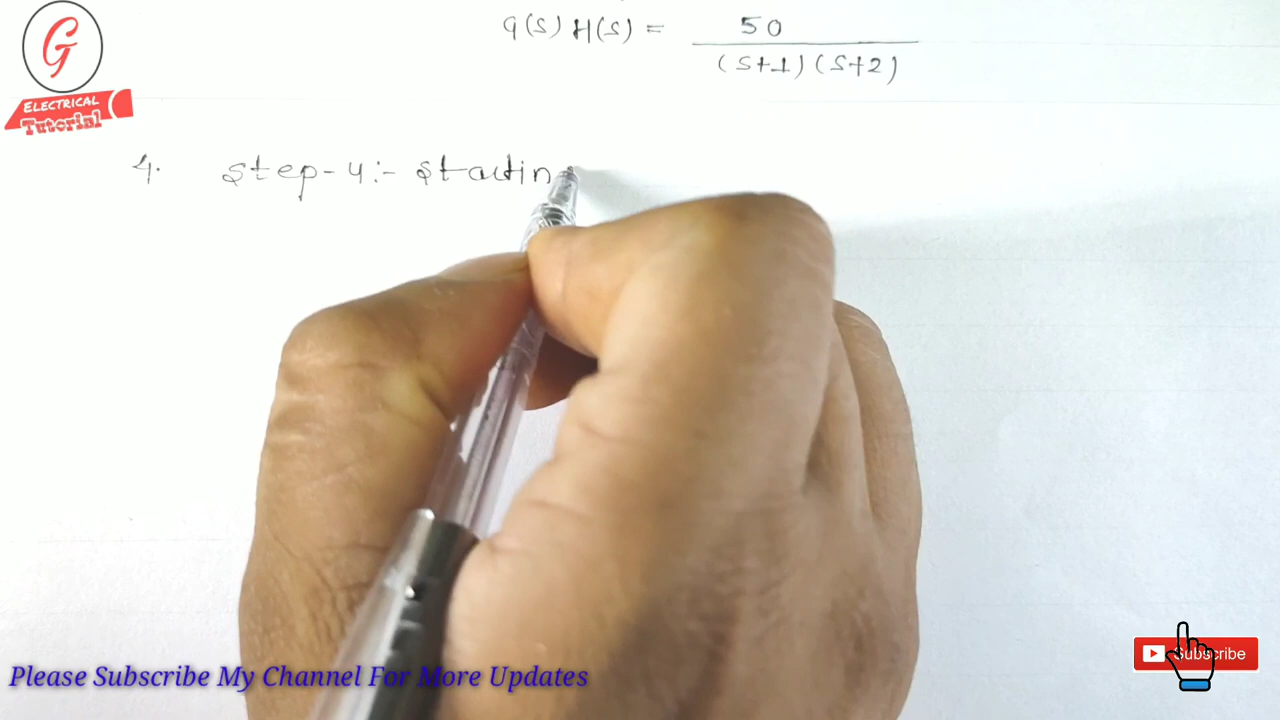 G(S) H(S) = 50
(S+1)(S+2)
G
ELECTRICAL
Tutorial
4. Step-4:- Startin
Please Subscribe My Channel For More Updates
Subscribe